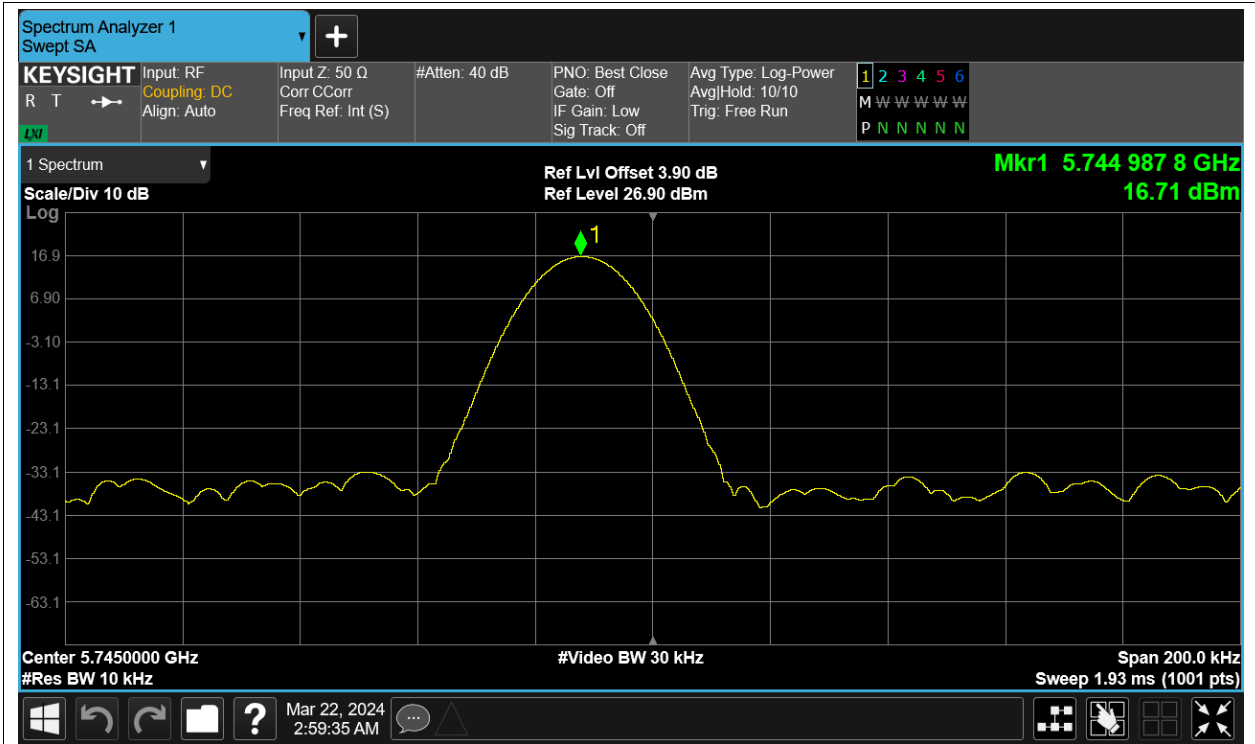 Spectrum Analyzer 1
Swept SA
KEYSIGHT
R T
LXI
Input: RF
Coupling: DC
Align: Auto
Input Z: 50 Ω
Corr CCorr
Freq Ref: Int (S)
#Atten: 40 dB
PNO: Best Close
Gate: Off
IF Gain: Low
Sig Track: Off
Avg Type: Log-Power
Avg|Hold: 10/10
Trig: Free Run
1 2 3 4 5 6
M W W W W W
P N N N N N
1 Spectrum
Scale/Div 10 dB
Log
Ref Lvl Offset 3.90 dB
Ref Level 26.90 dBm
Mkr1 5.744 987 8 GHz
16.71 dBm
1
16.9
6.90
-3.10
-13.1
-23.1
-33.1
-43.1
-53.1
-63.1
Center 5.7450000 GHz
#Res BW 10 kHz
#Video BW 30 kHz
Span 200.0 kHz
Sweep 1.93 ms (1001 pts)
?
Mar 22, 2024
2:59:35 AM